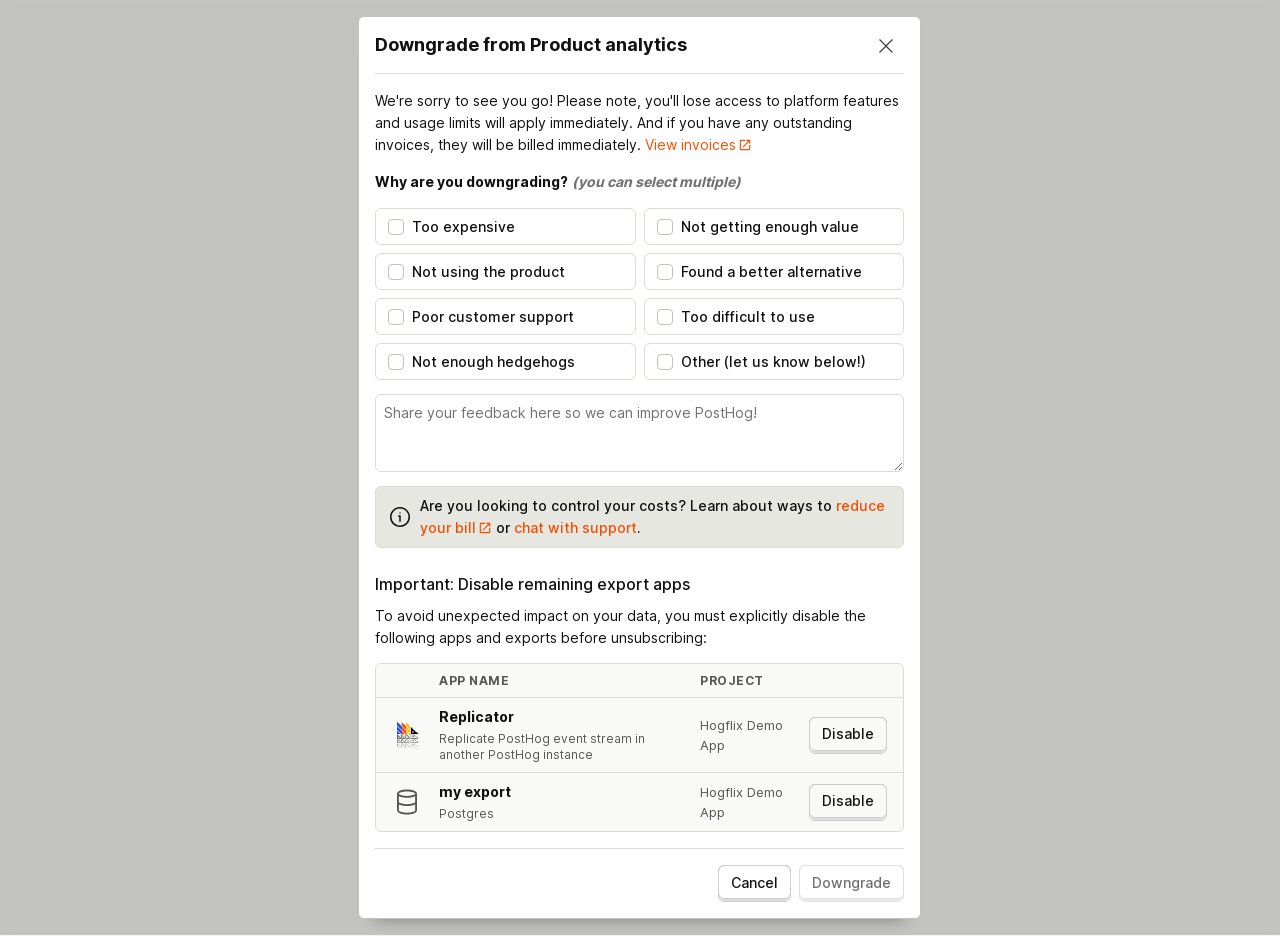 Downgrade from Product analytics
We're sorry to see you go! Please note, you'll lose access to platform features
and usage limits will apply immediately. And if you have any outstanding
invoices, they will be billed immediately. View invoices
Why are you downgrading? (you can select multiple)
Too expensive
Not getting enough value
Not using the product
Found a better alternative
Poor customer support
Too difficult to use
Not enough hedgehogs
Other (let us know below!)
Share your feedback here so we can improve PostHog!
Are you looking to control your costs? Learn about ways to reduce
your bill or chat with support.
Important: Disable remaining export apps
To avoid unexpected impact on your data, you must explicitly disable the
following apps and exports before unsubscribing:
APP NAME PROJECT
Replicator
Replicate PostHog event stream in
another PostHog instance
Hogflix Demo
App
Disable
my export
Postgres
Hogflix Demo
App
Disable
Cancel
Downgrade